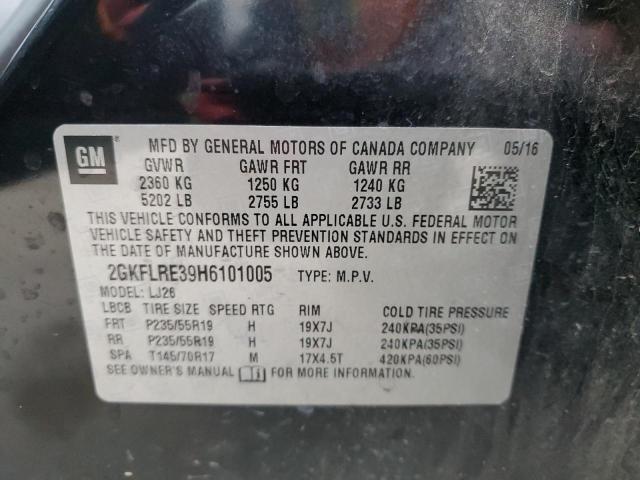 GM
MFD BY GENERAL MOTORS OF CANADA COMPANY 05/16
GVWR GAWR FRT GAWR RR
2360 KG 1250 KG 1240 KG
5202 LB 2755 LB 2733 LB
THIS VEHICLE CONFORMS TO ALL APPLICABLE U.S. FEDERAL MOTOR
VEHICLE SAFETY AND THEFT PREVENTION STANDARDS IN EFFECT ON
THE DATE OF MANUFACTURE SHOWN ABOVE.
2GKFLRE39H6101005 TYPE: M.P.V.
MODEL: LJ26
LBCB TIRE SIZE SPEED RTG RIM COLD TIRE PRESSURE
FRT P235/55R19 H 19X7J 240KPA(35PSI)
RR P235/55R19 H 19X7J 240KPA(35PSI)
SPA T145/70R17 M 17X4.5T 420KPA(60PSI)
SEE OWNER'S MANUAL i FOR MORE INFORMATION.